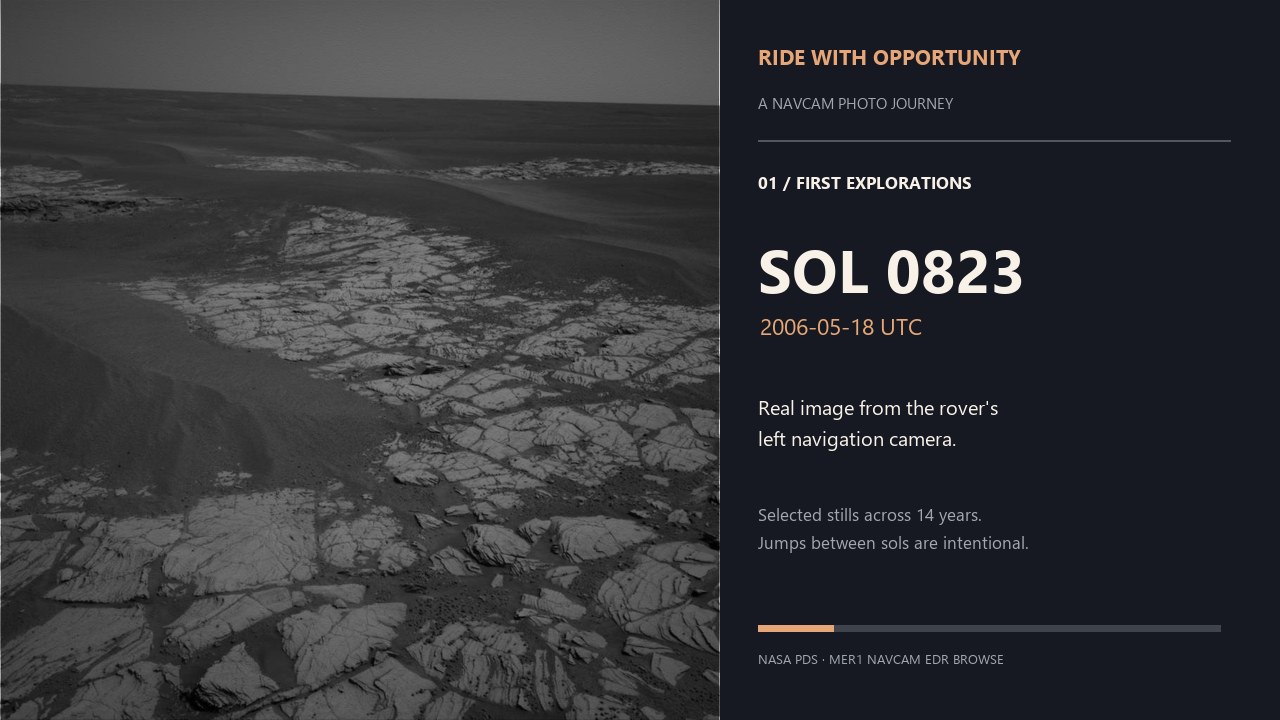 RIDE WITH OPPORTUNITY
A NAVCAM PHOTO JOURNEY
01 / FIRST EXPLORATIONS
SOL 0823
2006-05-18 UTC
Real image from the rover's
left navigation camera.
Selected stills across 14 years.
Jumps between sols are intentional.
NASA PDS · MER1 NAVCAM EDR BROWSE